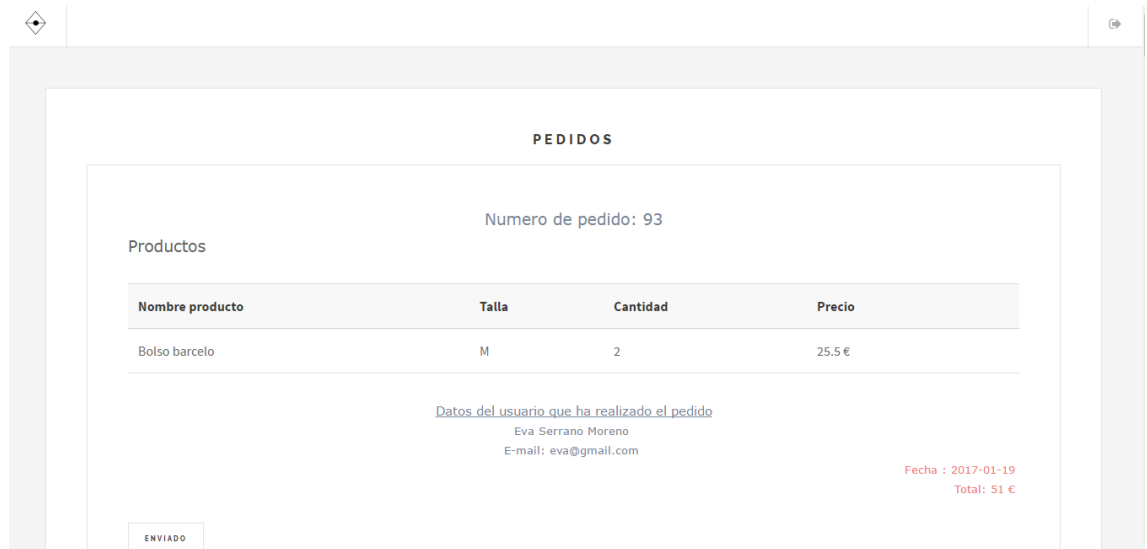 PEDIDOS
Numero de pedido: 93
Productos
Nombre producto Talla Cantidad Precio
Bolso barcelo M 2 25.5 €
Datos del usuario que ha realizado el pedido
Eva Serrano Moreno
E-mail: eva@gmail.com
Fecha : 2017-01-19
Total: 51 €
ENVIADO